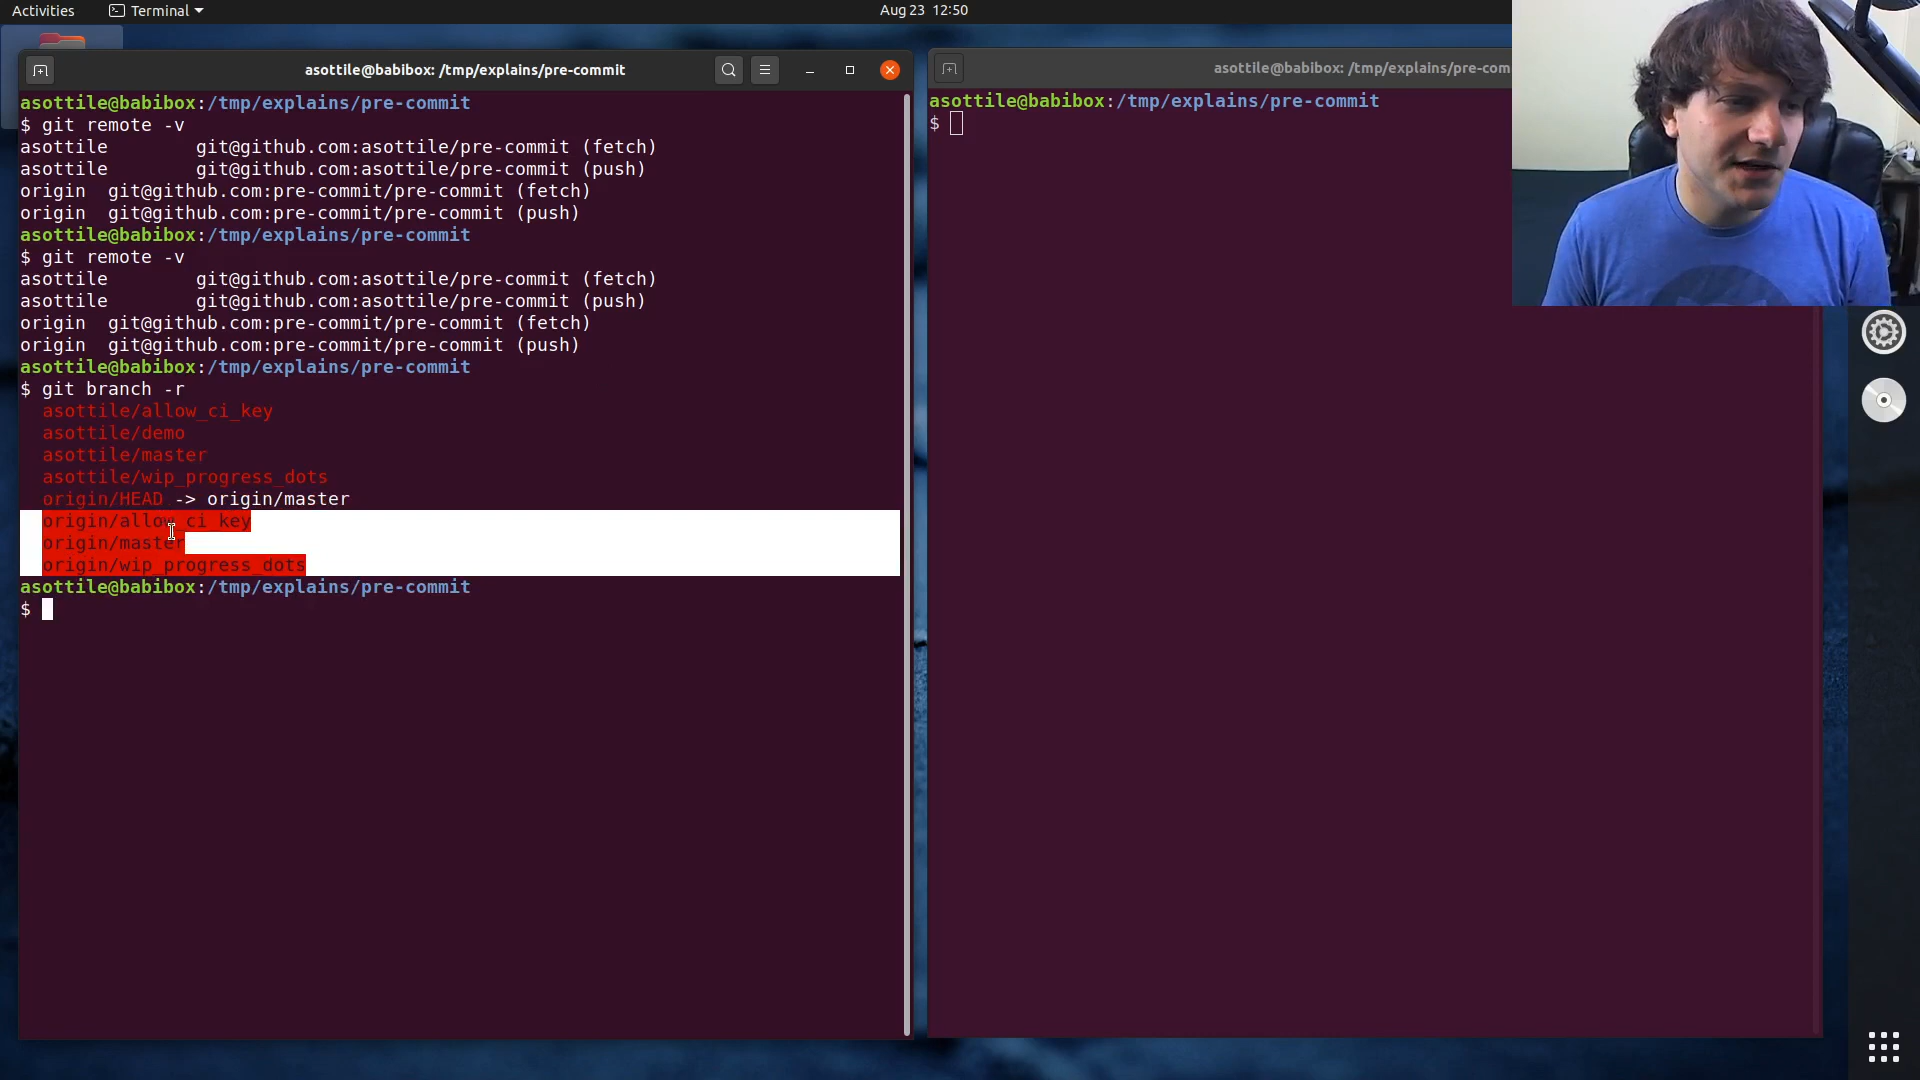 Activities
Terminal
Aug 23 12:50
asottile@babibox: /tmp/explains/pre-commit
asottile@babibox:/tmp/explains/pre-commit
$ git remote -v
asottile        git@github.com:asottile/pre-commit (fetch)
asottile        git@github.com:asottile/pre-commit (push)
origin  git@github.com:pre-commit/pre-commit (fetch)
origin  git@github.com:pre-commit/pre-commit (push)
asottile@babibox:/tmp/explains/pre-commit
$ git remote -v
asottile        git@github.com:asottile/pre-commit (fetch)
asottile        git@github.com:asottile/pre-commit (push)
origin  git@github.com:pre-commit/pre-commit (fetch)
origin  git@github.com:pre-commit/pre-commit (push)
asottile@babibox:/tmp/explains/pre-commit
$ git branch -r
  asottile/allow_ci_key
  asottile/demo
  asottile/master
  asottile/wip_progress_dots
  origin/HEAD -> origin/master
  origin/allow_ci_key
  origin/master
  origin/wip_progress_dots
asottile@babibox:/tmp/explains/pre-commit
$
asottile@babibox: /tmp/explains/pre-com
asottile@babibox:/tmp/explains/pre-commit
$